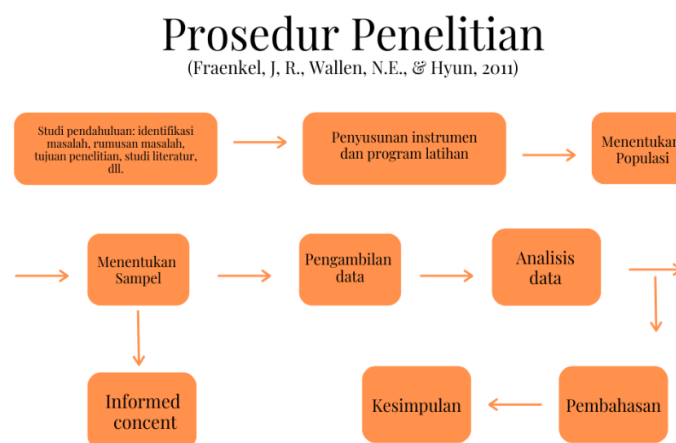 Prosedur Penelitian
(Fraenkel, J, R., Wallen, N.E., & Hyun, 2011)
Studi pendahuluan: identifikasi
masalah, rumusan masalah,
tujuan penelitian, studi literatur,
dll.
Penyusunan instrumen
dan program latihan
Menentukan
Populasi
Menentukan
Sampel
Pengambilan
data
Analisis
data
Informed
concent
Kesimpulan
Pembahasan